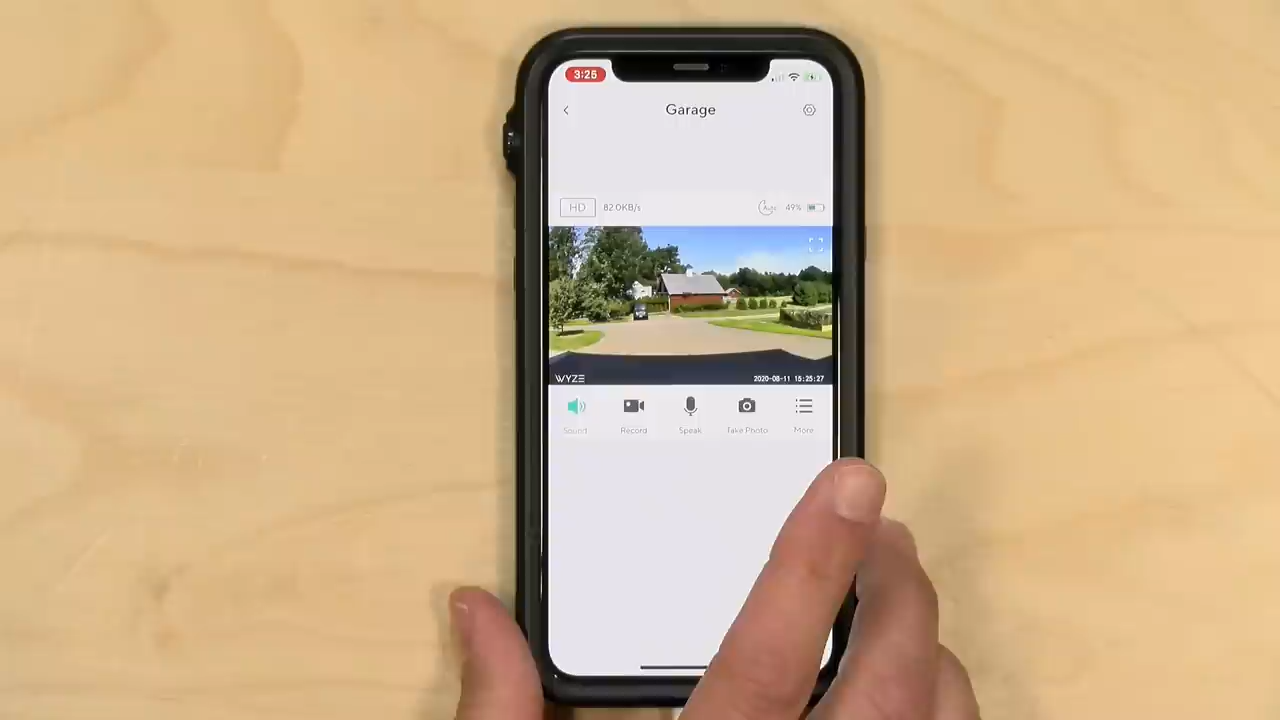 3:25
Garage
HD 82.0KB/s Auto 49%
WYZE 2020-08-11 15:25:27
Sound Record Speak Take Photo More